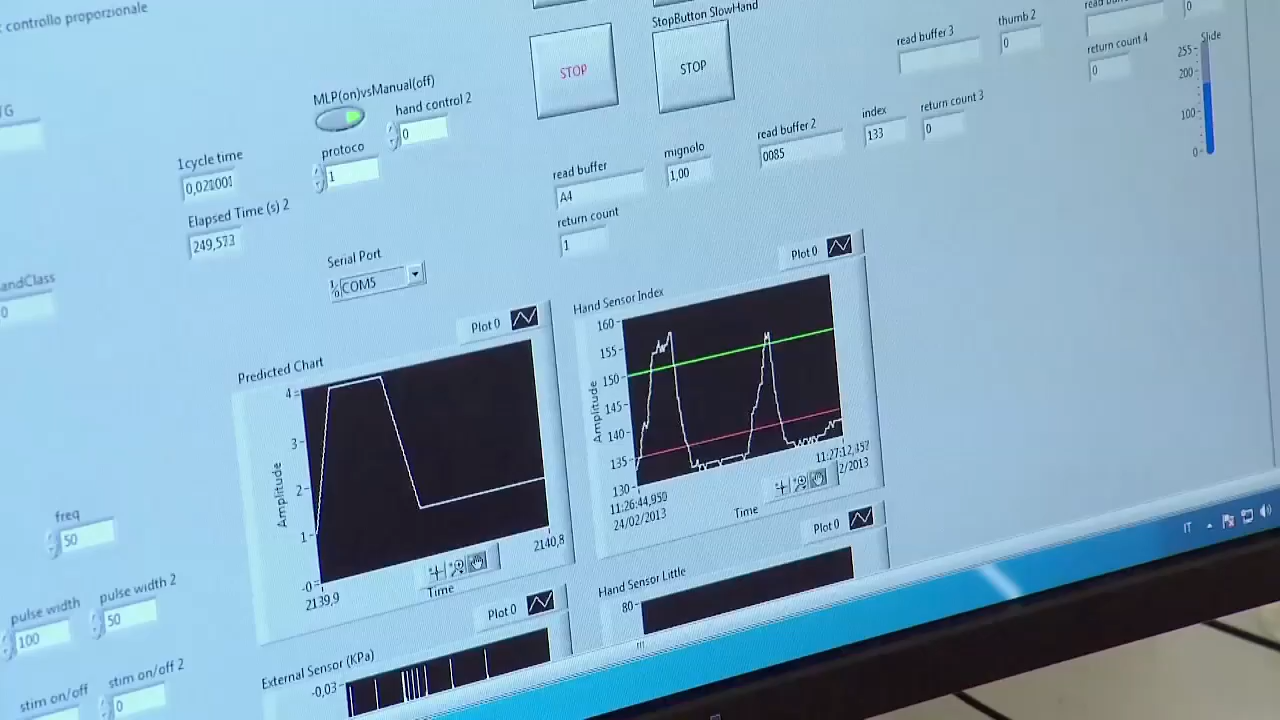 controllo proporzionale
StopButton SlowHand
STOP
STOP
read buffer 3
thumb 2
0
return count 4
0
0
Slide
255
200
100
0
MLP(on)vsManual(off)
hand control 2
0
protoco
1
1cycle time
0,021001
Elapsed Time (s) 2
249,573
Serial Port
COM5
read buffer
A4
return count
1
mignolo
1,00
read buffer 2
0085
index
133
return count 3
0
andClass
0
Predicted Chart
Plot 0
Amplitude
4
3
2
1
-0
2139,9
2140,8
Time
Hand Sensor Index
Plot 0
Amplitude
160
155
150
145
140
135
130
11:26:44,950
24/02/2013
11:27:12,457
2/2013
Time
freq
50
pulse width
100
pulse width 2
50
stim on/off
stim on/off 2
0
External Sensor (KPa)
Plot 0
-0,03
Hand Sensor Little
Plot 0
80
IT